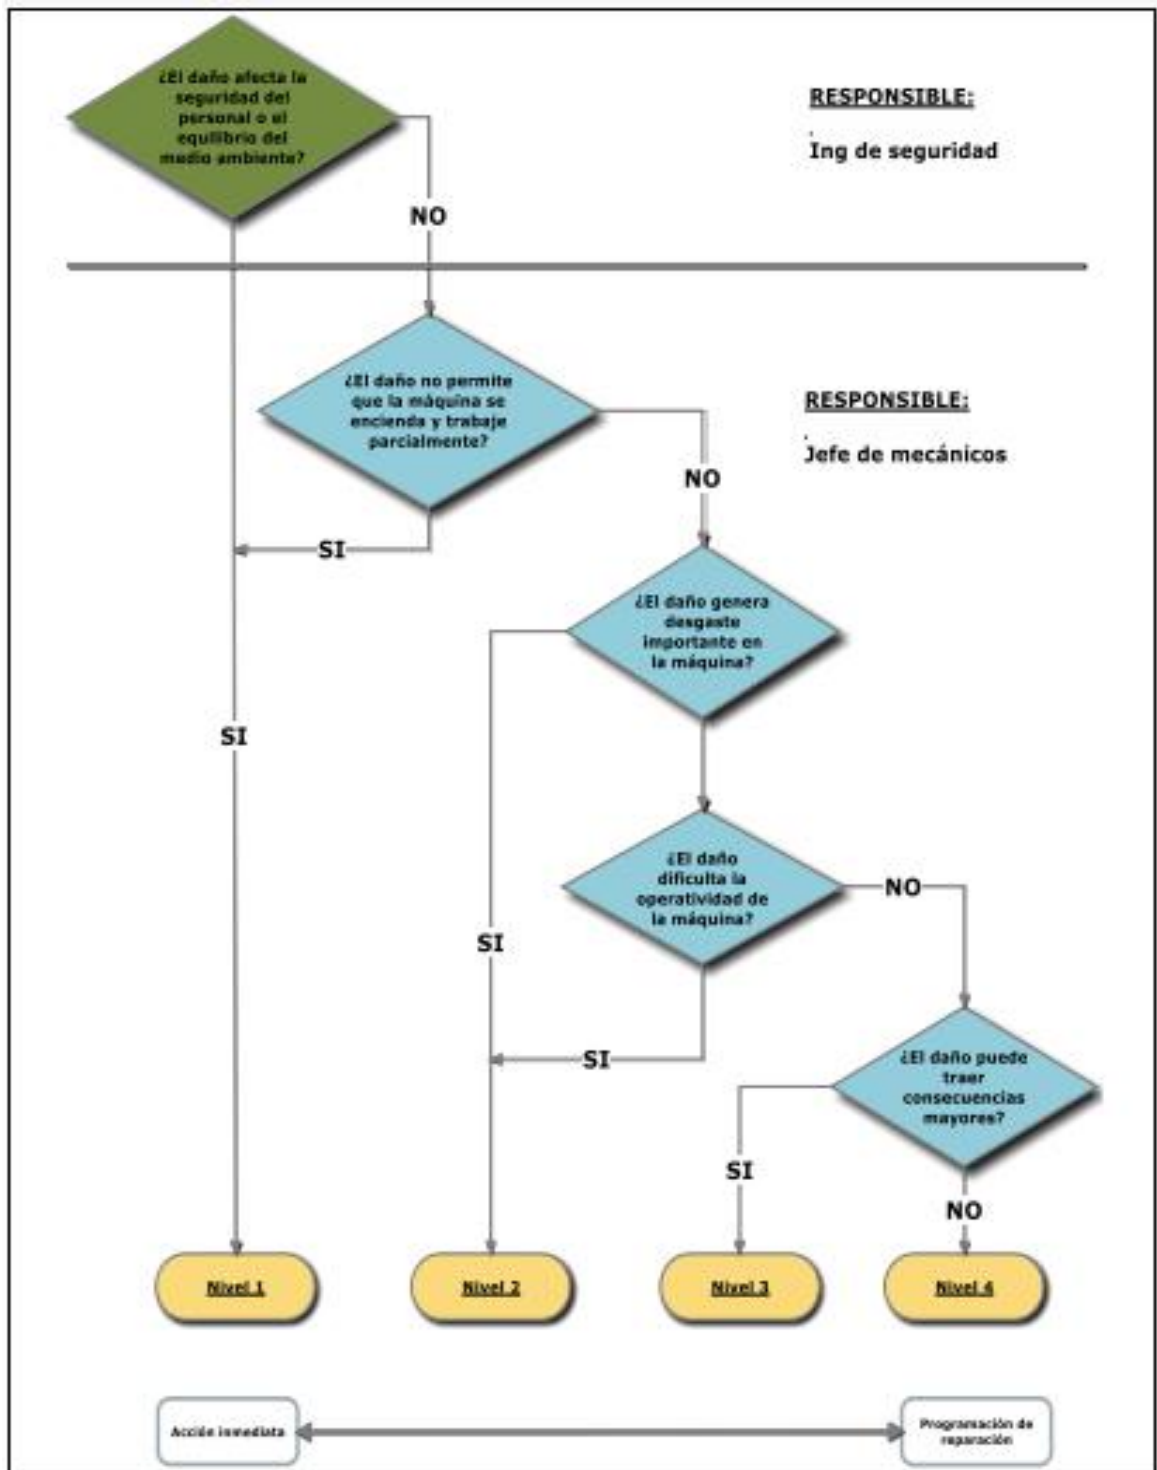 ¿El daño afecta la
seguridad del
personal o el
equilibrio del
medio ambiente?
RESPONSIBLE:
.
Ing de seguridad
NO
¿El daño no permite
que la máquina se
encienda y trabaje
parcialmente?
RESPONSIBLE:
.
Jefe de mecánicos
NO
SI
¿El daño genera
desgaste
importante en
la máquina?
SI
¿El daño
dificulta la
operatividad de
la máquina?
NO
SI
SI
¿El daño puede
traer
consecuencias
mayores?
SI
NO
Nivel 1
Nivel 2
Nivel 3
Nivel 4
Acción inmediata
Programación de
reparación